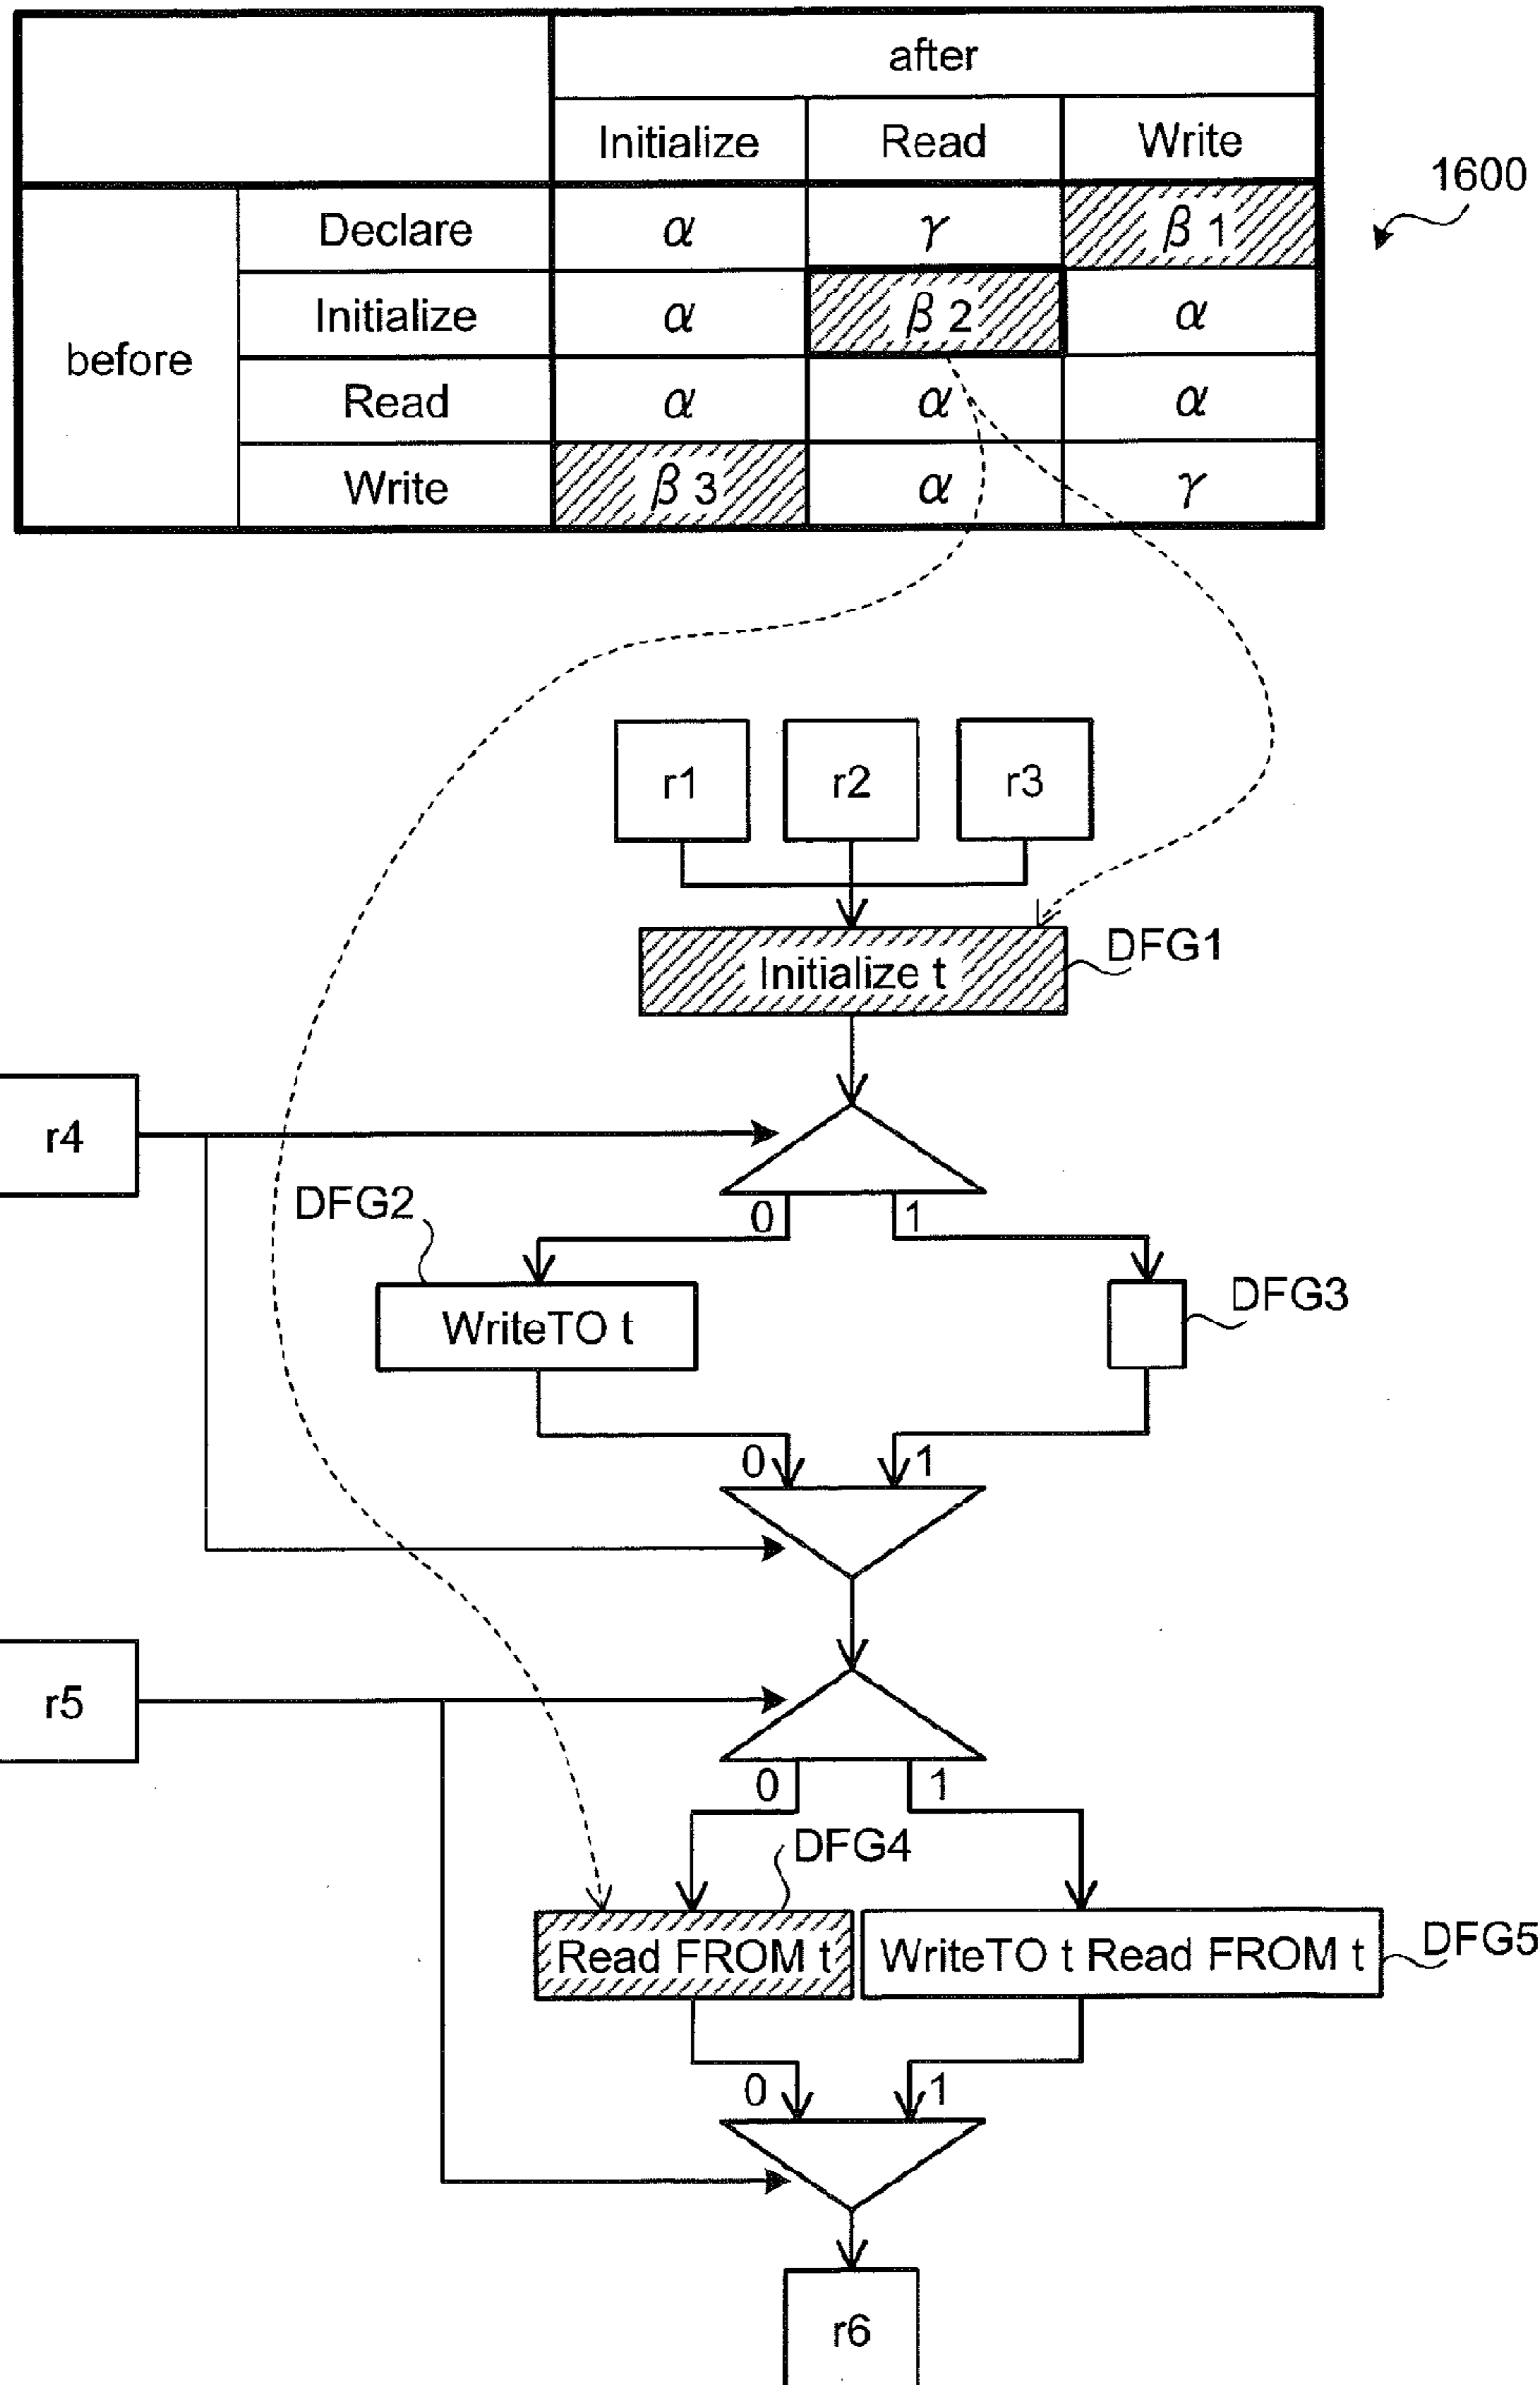 after
Initialize Read Write
1600
before
Declare α γ β 1
Initialize α β 2 α
Read α α α
Write β 3 α γ
r1 r2 r3
Initialize t
DFG1
r4
0 1
DFG2
WriteTO t
DFG3
0 1
r5
0 1
DFG4
Read FROM t
WriteTO t Read FROM t
DFG5
0 1
r6